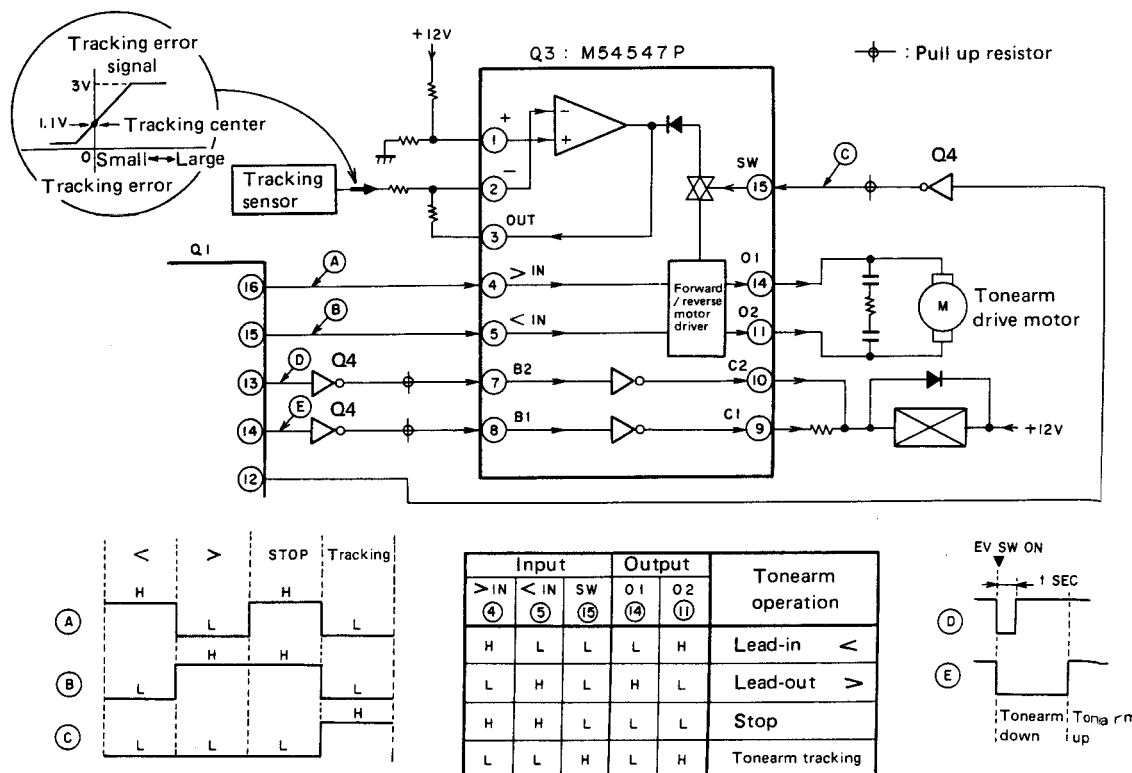 Tracking error
signal
3V
1.1V
Tracking center
0 Small Large
Tracking error
+12V
Q3 : M54547P
: Pull up resistor
Tracking
sensor
1 +
2 −
− +
3 OUT
SW
15
C
Q4
Q1
16 A
4 > IN
15 B
5 < IN
Forward
/ reverse
motor
driver
O1
14
O2
11
M
Tonearm
drive motor
13 D Q4
7 B2
C2
10
14 E Q4
8 B1
C1
9
+12V
12
< > STOP Tracking
A H L H L
B L H H L
C L L L H
Input Output Tonearm
operation
> IN < IN SW O1 O2
4 5 15 14 11
H L L L H Lead-in <
L H L H L Lead-out >
H H L L L Stop
L L H L H Tonearm tracking
EV SW ON
1 SEC
D
E
Tonearm
down
Tonearm
up